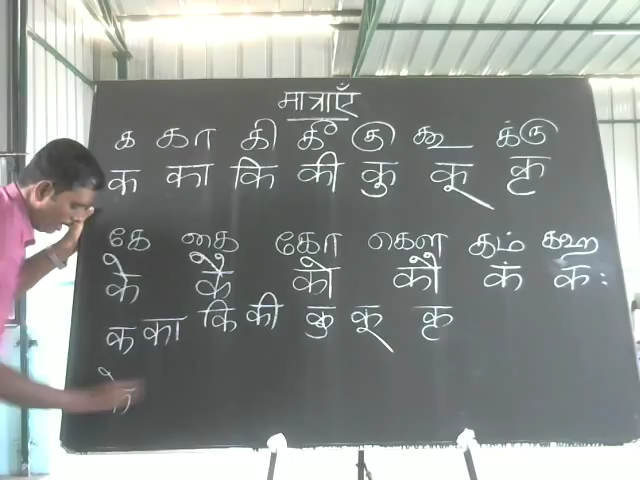 मात्राएँ
க கா கி கீ கு கூ க்ரு
क का कि की कु कू कृ
கே கை கோ கௌ கம் கஹ
के कै को कौ कं कः
क का कि की कु कू कृ
के